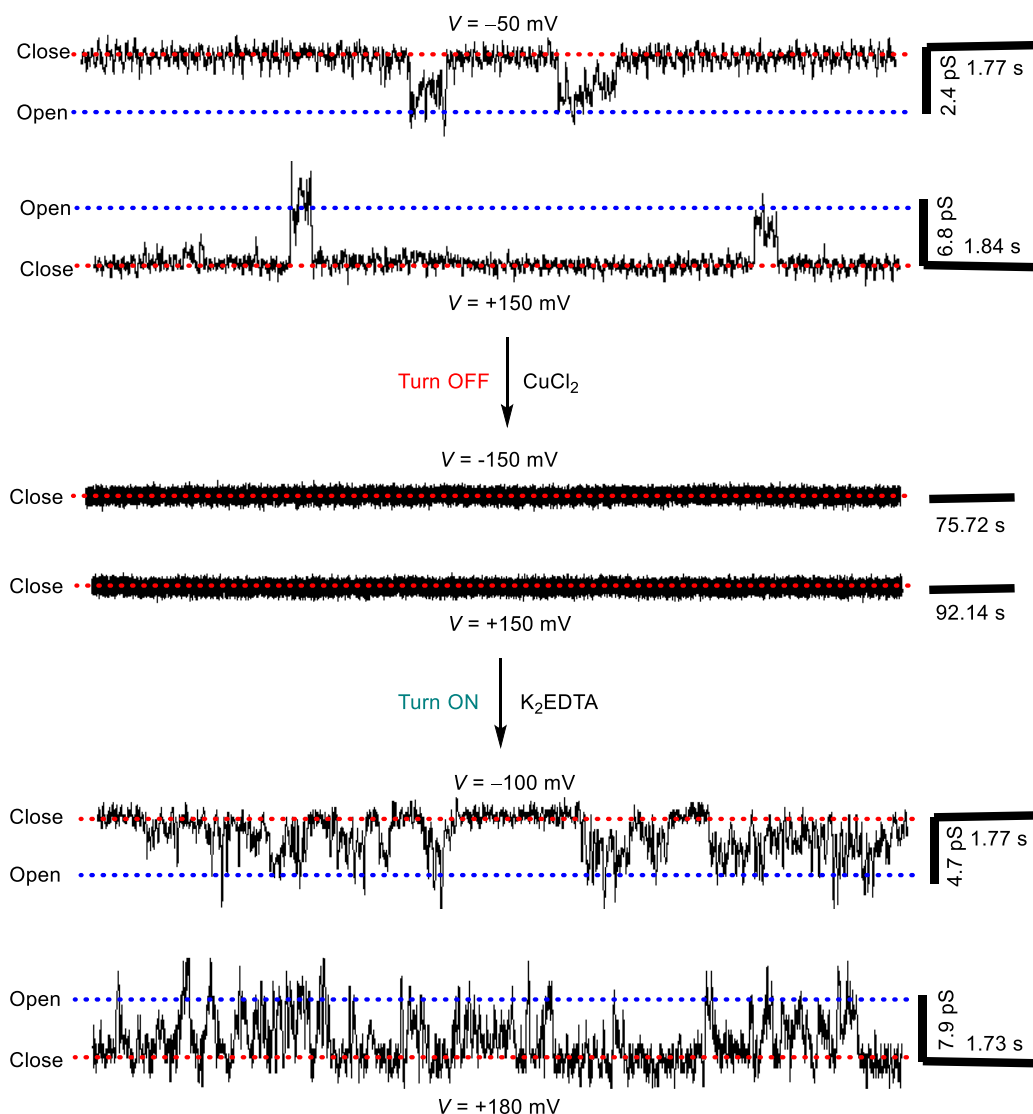 V = –50 mV
Close
1.77 s
2.4 pS
Open
Open
6.8 pS
1.84 s
Close
V = +150 mV
Turn OFF
CuCl₂
V = -150 mV
Close
75.72 s
Close
92.14 s
V = +150 mV
Turn ON
K₂EDTA
V = –100 mV
Close
1.77 s
4.7 pS
Open
Open
7.9 pS
1.73 s
Close
V = +180 mV